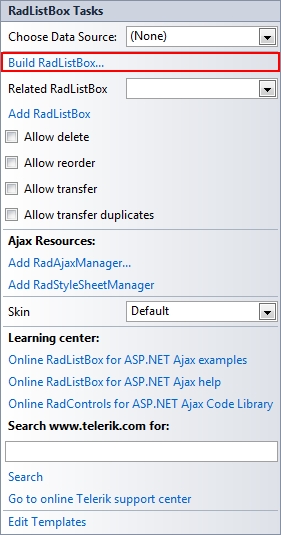 RadListBox Tasks
Choose Data Source: (None)
Build RadListBox...
Related RadListBox
Add RadListBox
Allow delete
Allow reorder
Allow transfer
Allow transfer duplicates
Ajax Resources:
Add RadAjaxManager...
Add RadStyleSheetManager
Skin Default
Learning center:
Online RadListBox for ASP.NET Ajax examples
Online RadListBox for ASP.NET Ajax help
Online RadControls for ASP.NET Ajax Code Library
Search www.telerik.com for:
Search
Go to online Telerik support center
Edit Templates